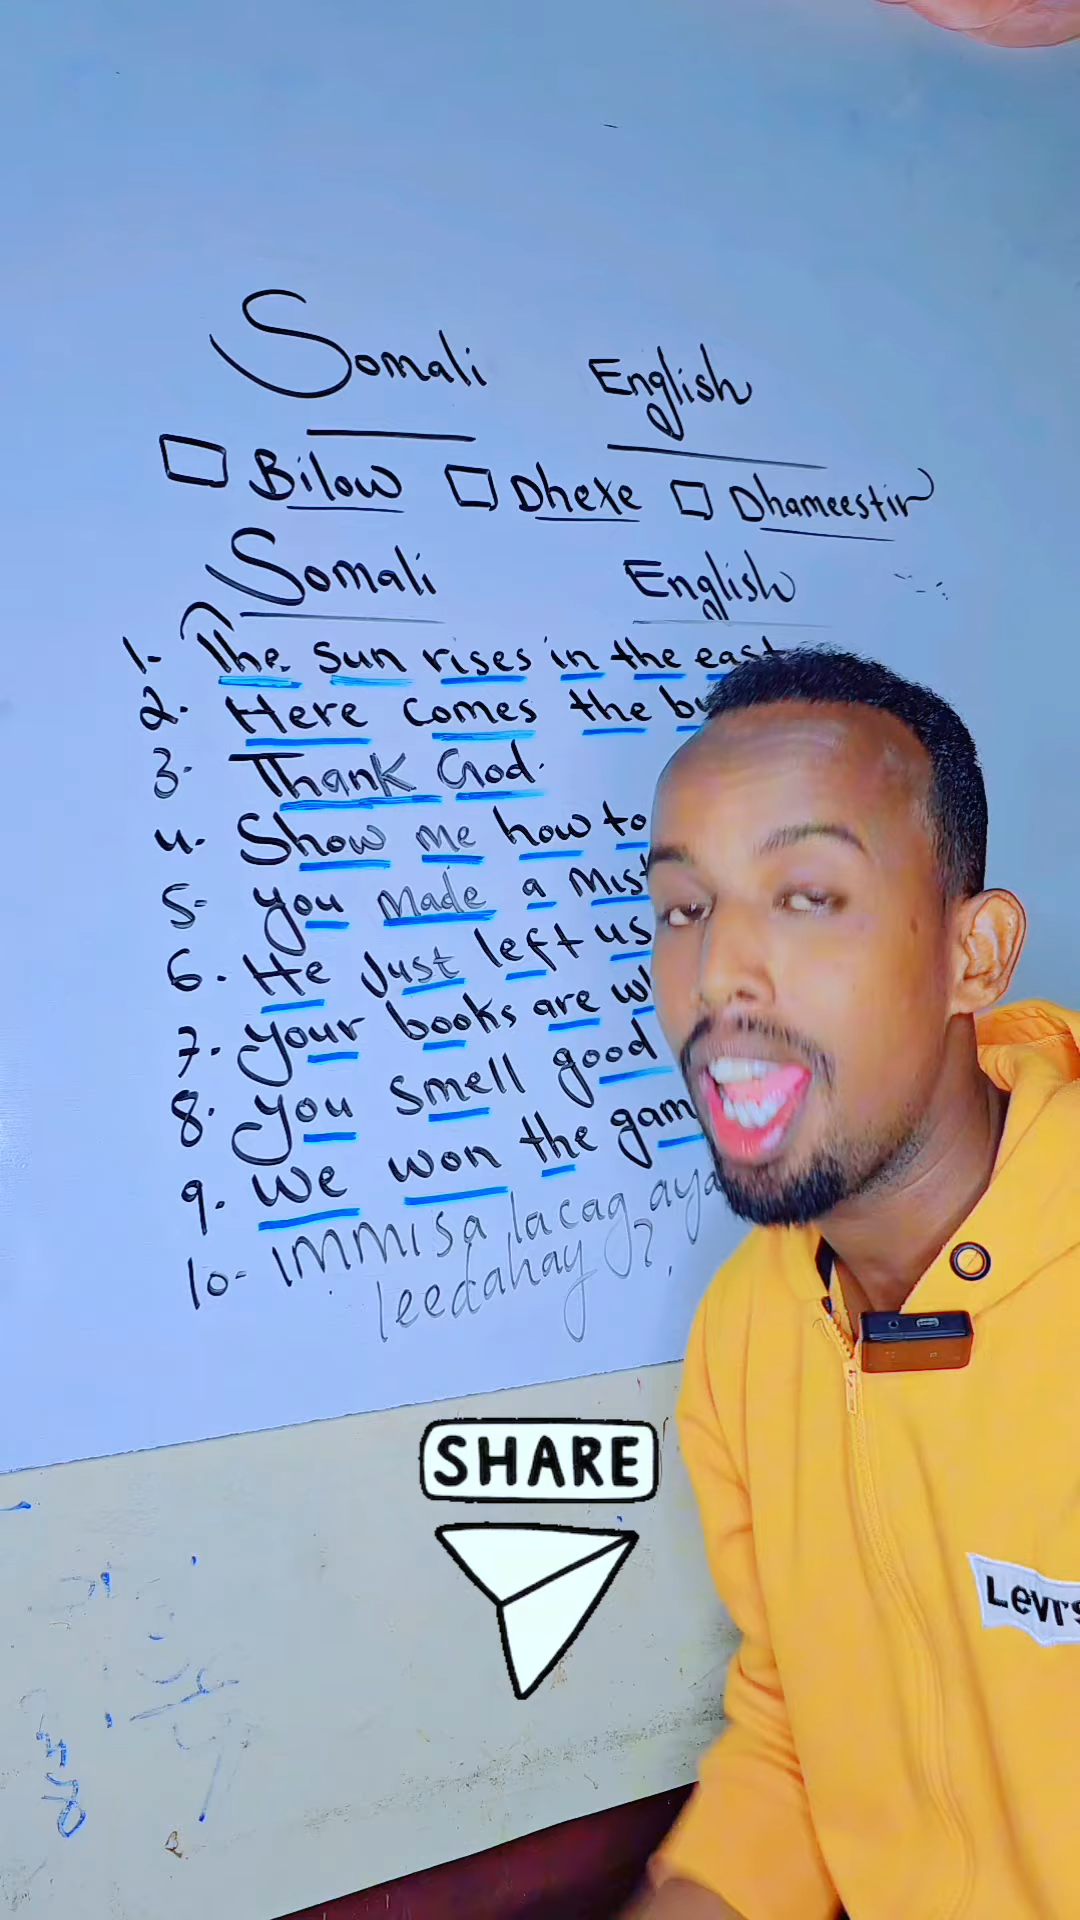 Somali English
Bilow Dhexe Dhameestir
Somali English
1- The sun rises in the east
2. Here comes the
3- Thank God.
4. Show me how to
5- you made a
6. He Just left us
7. your books are
8. you smell good
9. we won the
10- IMMISA lacag
leedahay ?
SHARE
Levi's